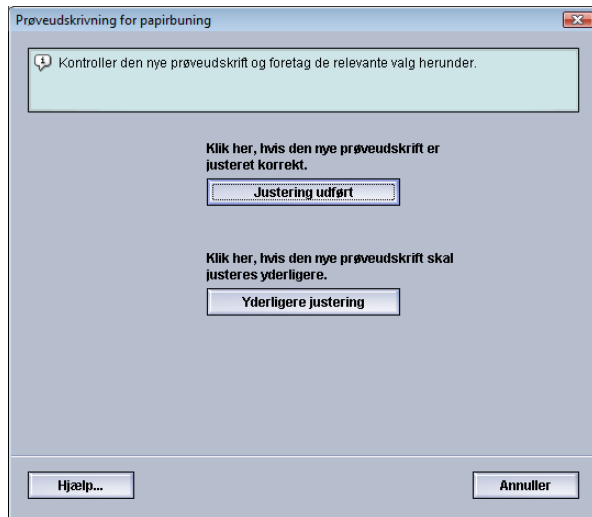 Prøveudskrivning for papirbuning
Kontroller den nye prøveudskrift og foretag de relevante valg herunder.
Klik her, hvis den nye prøveudskrift er
justeret korrekt.
Justering udført
Klik her, hvis den nye prøveudskrift skal
justeres yderligere.
Yderligere justering
Hjælp...
Annuller